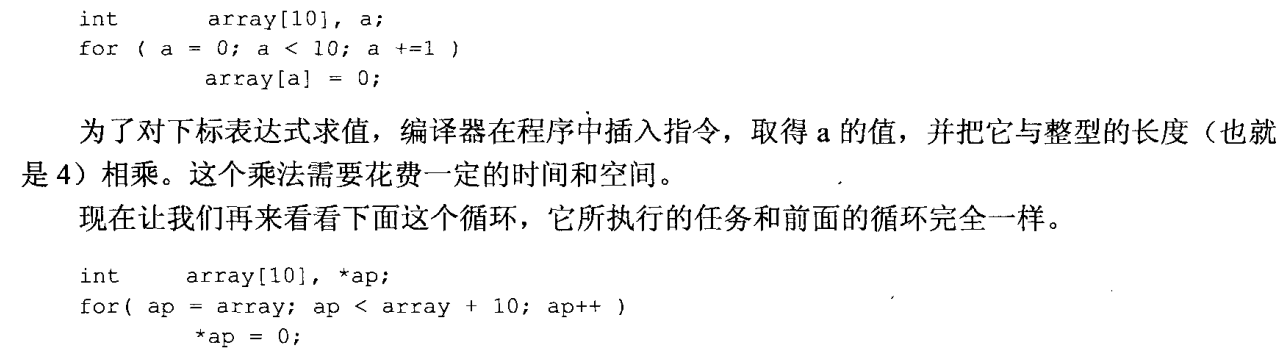 int array[10], a;
for ( a = 0; a < 10; a +=1 )
array[a] = 0;
为了对下标表达式求值，编译器在程序中插入指令，取得 a 的值，并把它与整型的长度（也就
是 4）相乘。这个乘法需要花费一定的时间和空间。
现在让我们再来看看下面这个循环，它所执行的任务和前面的循环完全一样。
int array[10], *ap;
for( ap = array; ap < array + 10; ap++ )
*ap = 0;